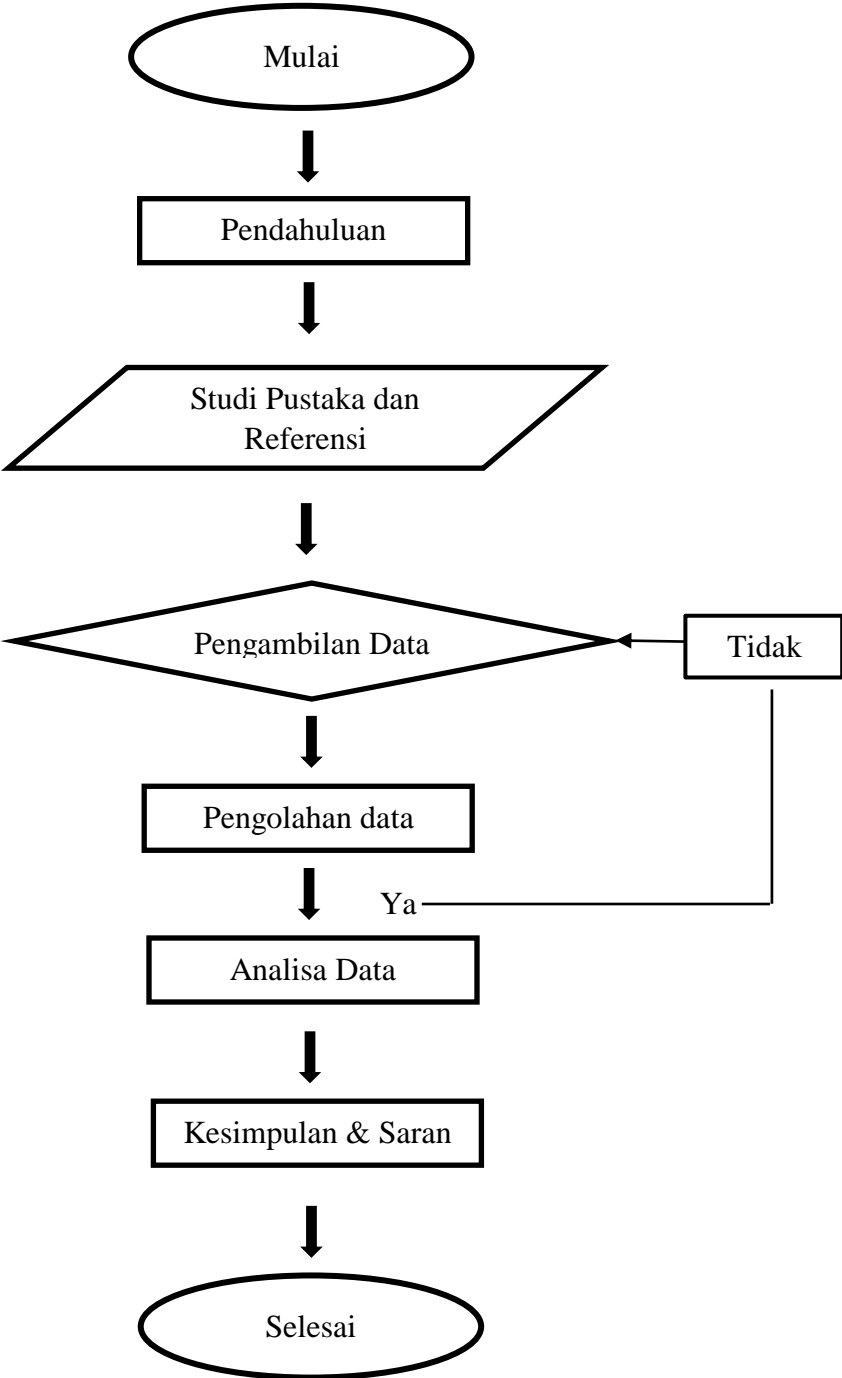 Mulai
Pendahuluan
Studi Pustaka dan
Referensi
Pengambilan Data
Tidak
Pengolahan data
Ya
Analisa Data
Kesimpulan & Saran
Selesai